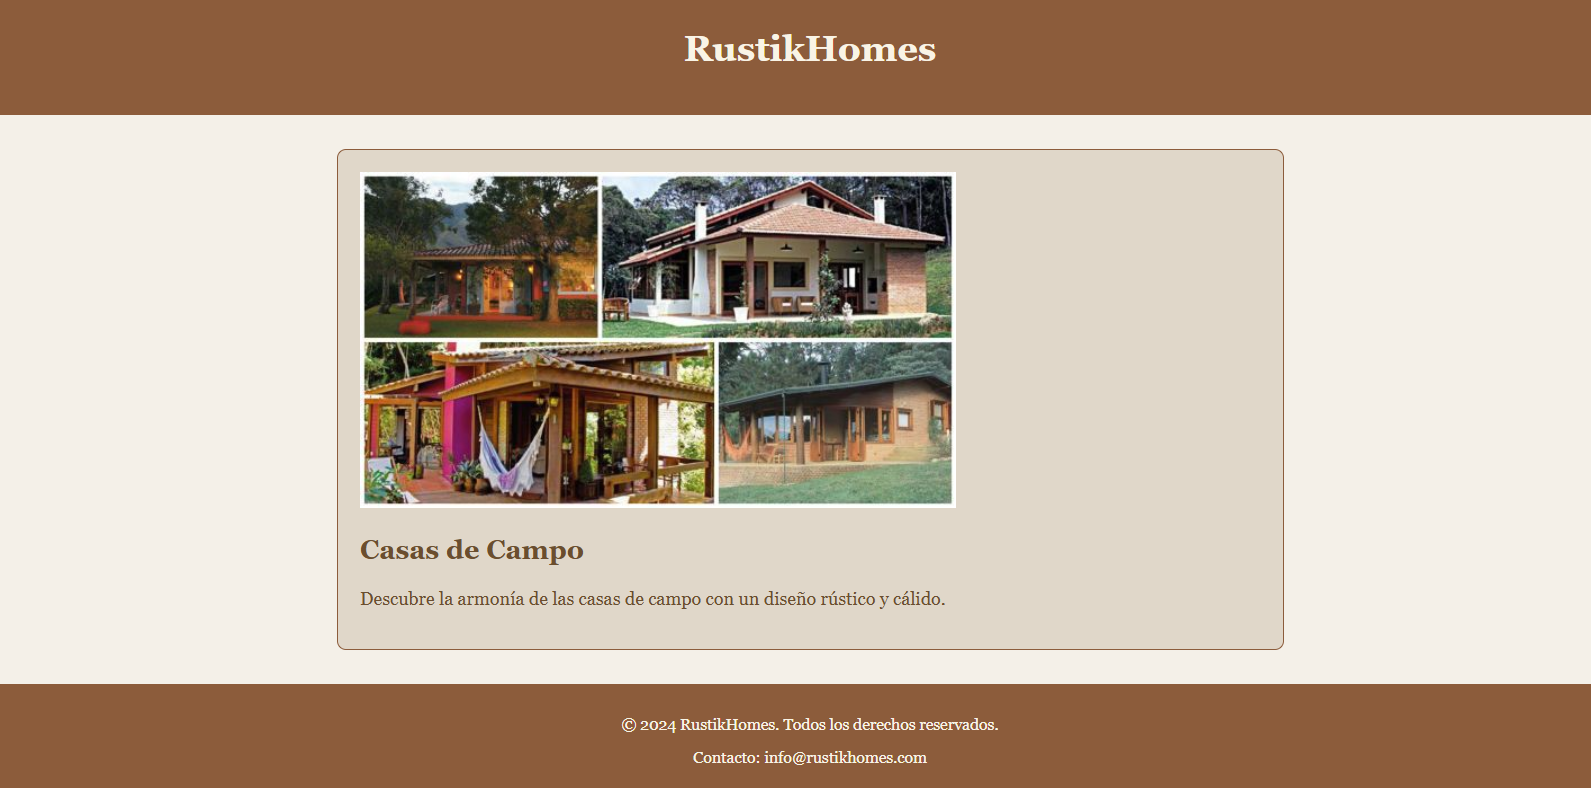 RustikHomes
Casas de Campo
Descubre la armonía de las casas de campo con un diseño rústico y cálido.
© 2024 RustikHomes. Todos los derechos reservados.
Contacto: info@rustikhomes.com